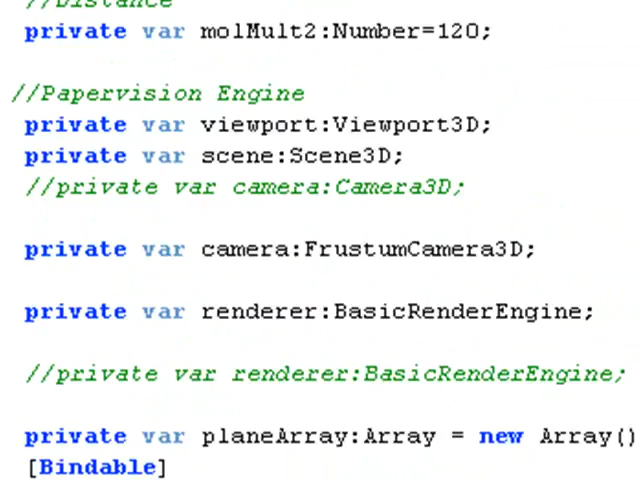 //Distance
private var molMult2:Number=120;
//Papervision Engine
private var viewport:Viewport3D;
private var scene:Scene3D;
//private var camera:Camera3D;
private var camera:FrustumCamera3D;
private var renderer:BasicRenderEngine;
//private var renderer:BasicRenderEngine;
private var planeArray:Array = new Array()
[Bindable]